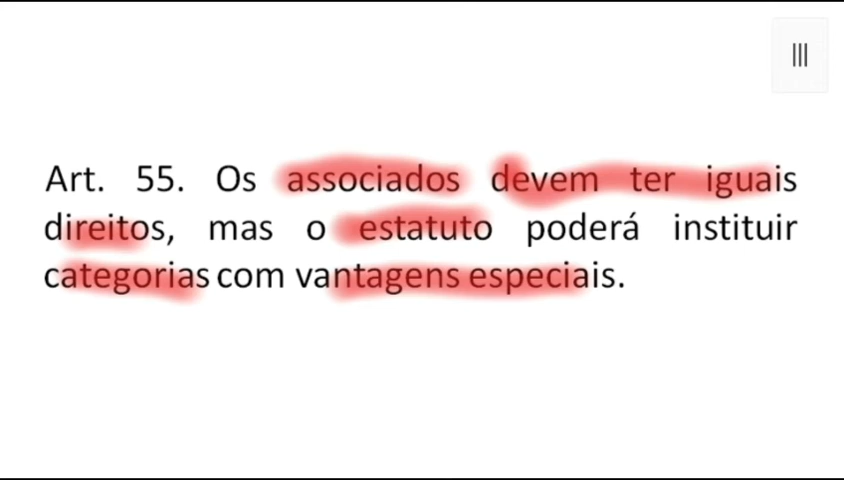 Art. 55. Os associados devem ter iguais
direitos, mas o estatuto poderá instituir
categorias com vantagens especiais.